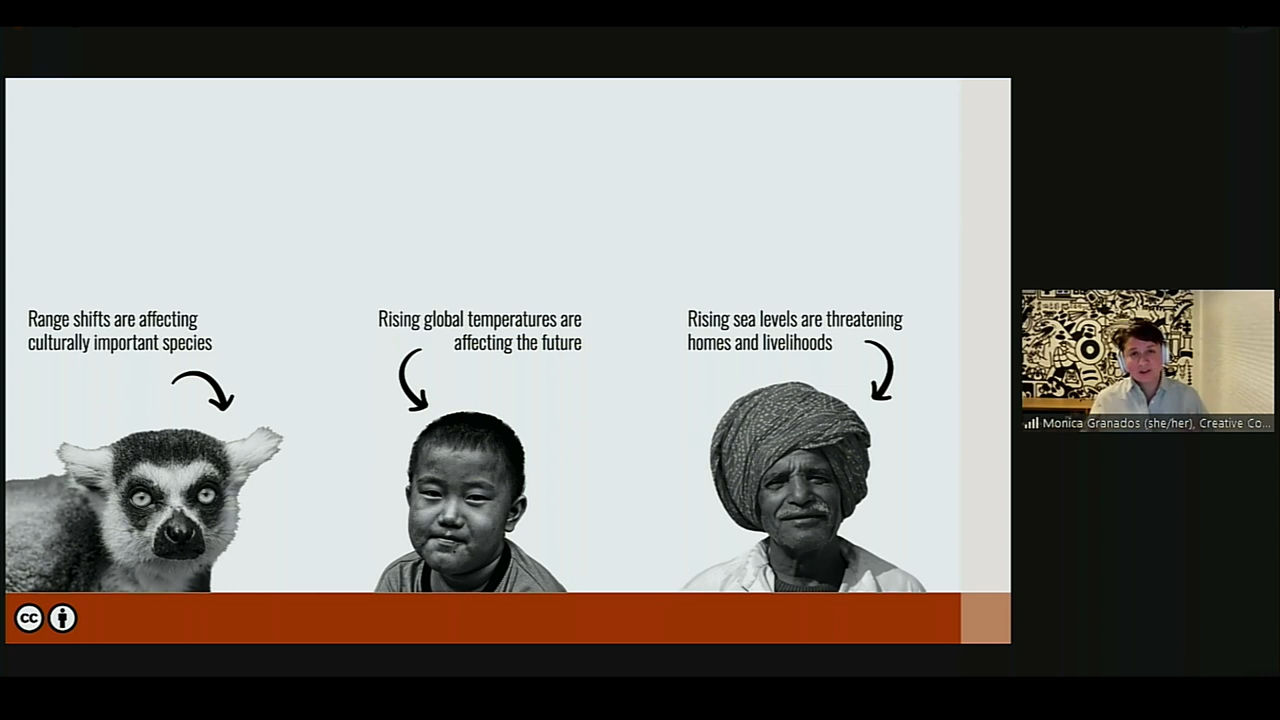 Range shifts are affecting
culturally important species
Rising global temperatures are
affecting the future
Rising sea levels are threatening
homes and livelihoods
cc
Monica Granados (she/her), Creative Co...